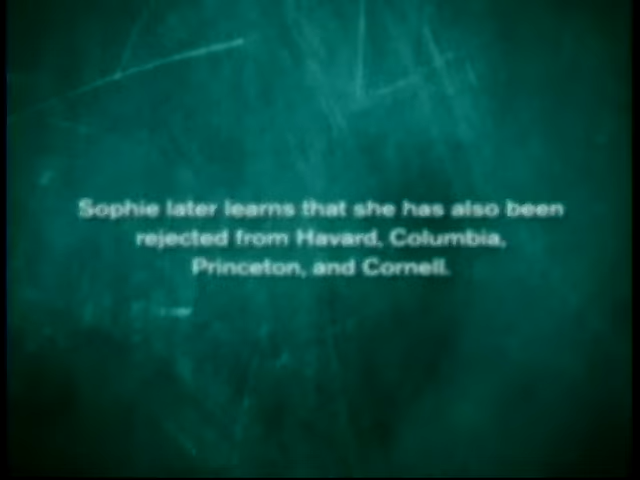 Sophie later learns that she has also been
rejected from Havard, Columbia,
Princeton, and Cornell.